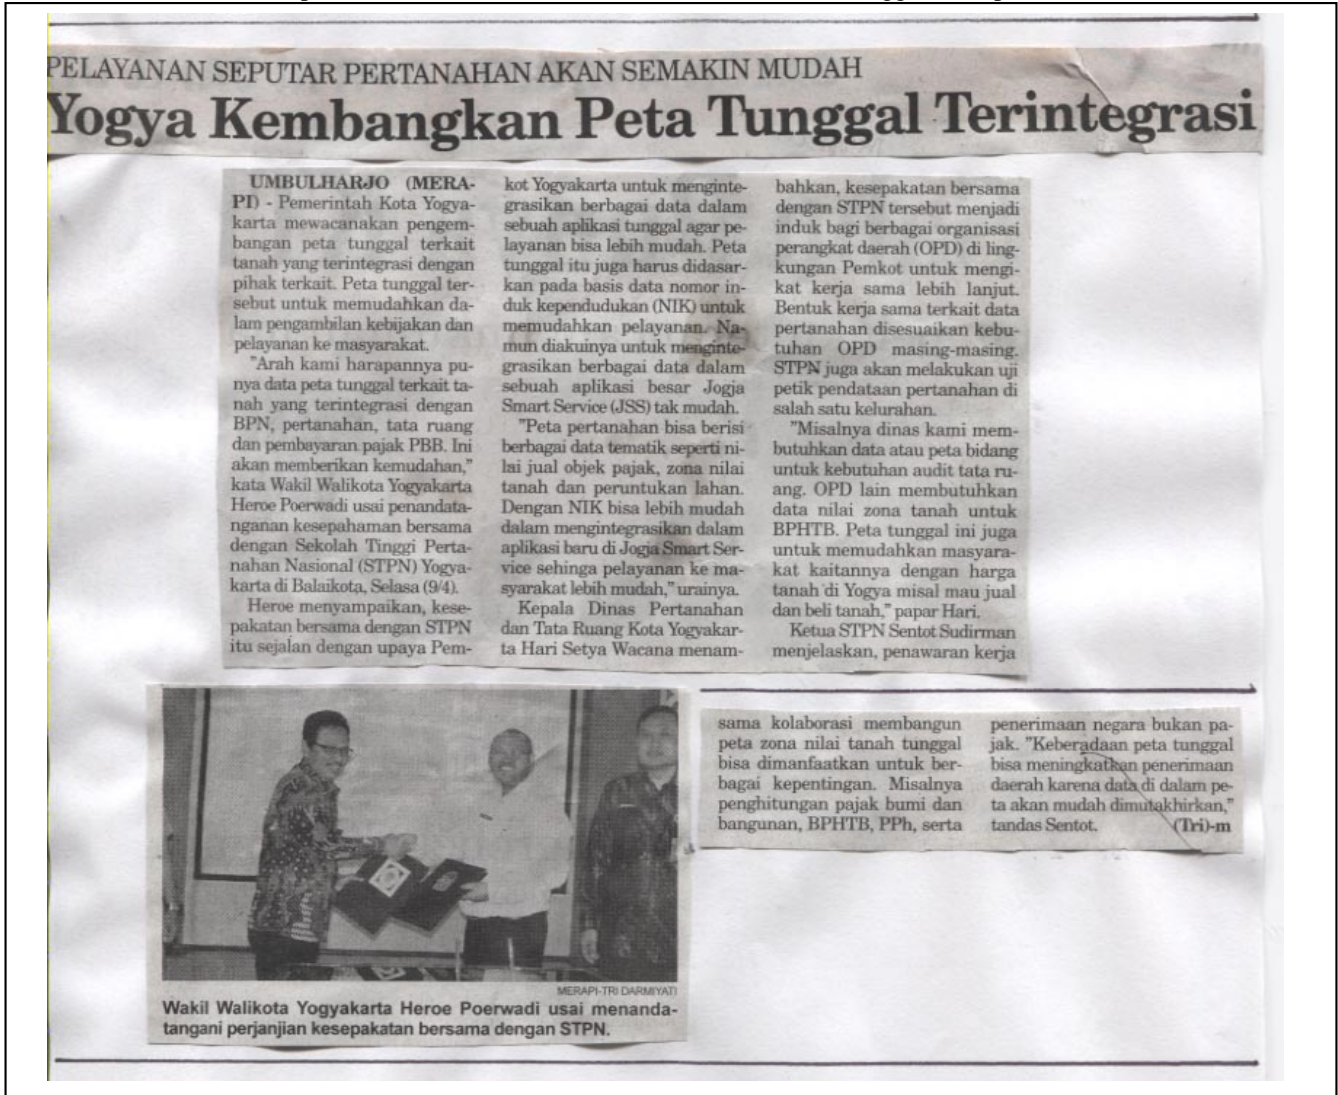 PELAYANAN SEPUTAR PERTANAHAN AKAN SEMAKIN MUDAH
Yogya Kembangkan Peta Tunggal Terintegrasi
UMBULHARJO (MERA-
PI) - Pemerintah Kota Yogya-
karta mewacanakan pengem-
bangan peta tunggal terkait
tanah yang terintegrasi dengan
pihak terkait. Peta tunggal ter-
sebut untuk memudahkan da-
lam pengambilan kebijakan dan
pelayanan ke masyarakat.
"Arah kami harapannya pu-
nya data peta tunggal terkait ta-
nah yang terintegrasi dengan
BPN, pertanahan, tata ruang
dan pembayaran pajak PBB. Ini
akan memberikan kemudahan,"
kata Wakil Walikota Yogyakarta
Heroe Poerwadi usai penandata-
nganan kesepahaman bersama
dengan Sekolah Tinggi Perta-
nahan Nasional (STPN) Yogya-
karta di Balaikota, Selasa (9/4).
Heroe menyampaikan, kese-
pakatan bersama dengan STPN
itu sejalan dengan upaya Pem-
kot Yogyakarta untuk menginte-
grasikan berbagai data dalam
sebuah aplikasi tunggal agar pe-
layanan bisa lebih mudah. Peta
tunggal itu juga harus didasar-
kan pada basis data nomor in-
duk kependudukan (NIK) untuk
memudahkan pelayanan. Na-
mun diakuinya untuk menginte-
grasikan berbagai data dalam
sebuah aplikasi besar Jogja
Smart Service (JSS) tak mudah.
"Peta pertanahan bisa berisi
berbagai data tematik seperti ni-
lai jual objek pajak, zona nilai
tanah dan peruntukan lahan.
Dengan NIK bisa lebih mudah
dalam mengintegrasikan dalam
aplikasi baru di Jogja Smart Ser-
vice sehinga pelayanan ke ma-
syarakat lebih mudah," urainya.
Kepala Dinas Pertanahan
dan Tata Ruang Kota Yogyakar-
ta Hari Setya Wacana menam-
bahkan, kesepakatan bersama
dengan STPN tersebut menjadi
induk bagi berbagai organisasi
perangkat daerah (OPD) di ling-
kungan Pemkot untuk mengi-
kat kerja sama lebih lanjut.
Bentuk kerja sama terkait data
pertanahan disesuaikan kebu-
tuhan OPD masing-masing.
STPN juga akan melakukan uji
petik pendataan pertanahan di
salah satu kelurahan.
"Misalnya dinas kami mem-
butuhkan data atau peta bidang
untuk kebutuhan audit tata ru-
ang. OPD lain membutuhkan
data nilai zona tanah untuk
BPHTB. Peta tunggal ini juga
untuk memudahkan masyara-
kat kaitannya dengan harga
tanah di Yogya misal mau jual
dan beli tanah," papar Hari.
Ketua STPN Sentot Sudirman
menjelaskan, penawaran kerja
sama kolaborasi membangun
peta zona nilai tanah tunggal
bisa dimanfaatkan untuk ber-
bagai kepentingan. Misalnya
penghitungan pajak bumi dan
bangunan, BPHTB, PPh, serta
penerimaan negara bukan pa-
jak. "Keberadaan peta tunggal
bisa meningkatkan penerimaan
daerah karena data di dalam pe-
ta akan mudah dimutakhirkan,"
tandas Sentot. (Tri)-m
MERAPI-TRI DARMIYATI
Wakil Walikota Yogyakarta Heroe Poerwadi usai menanda-
tangani perjanjian kesepakatan bersama dengan STPN.